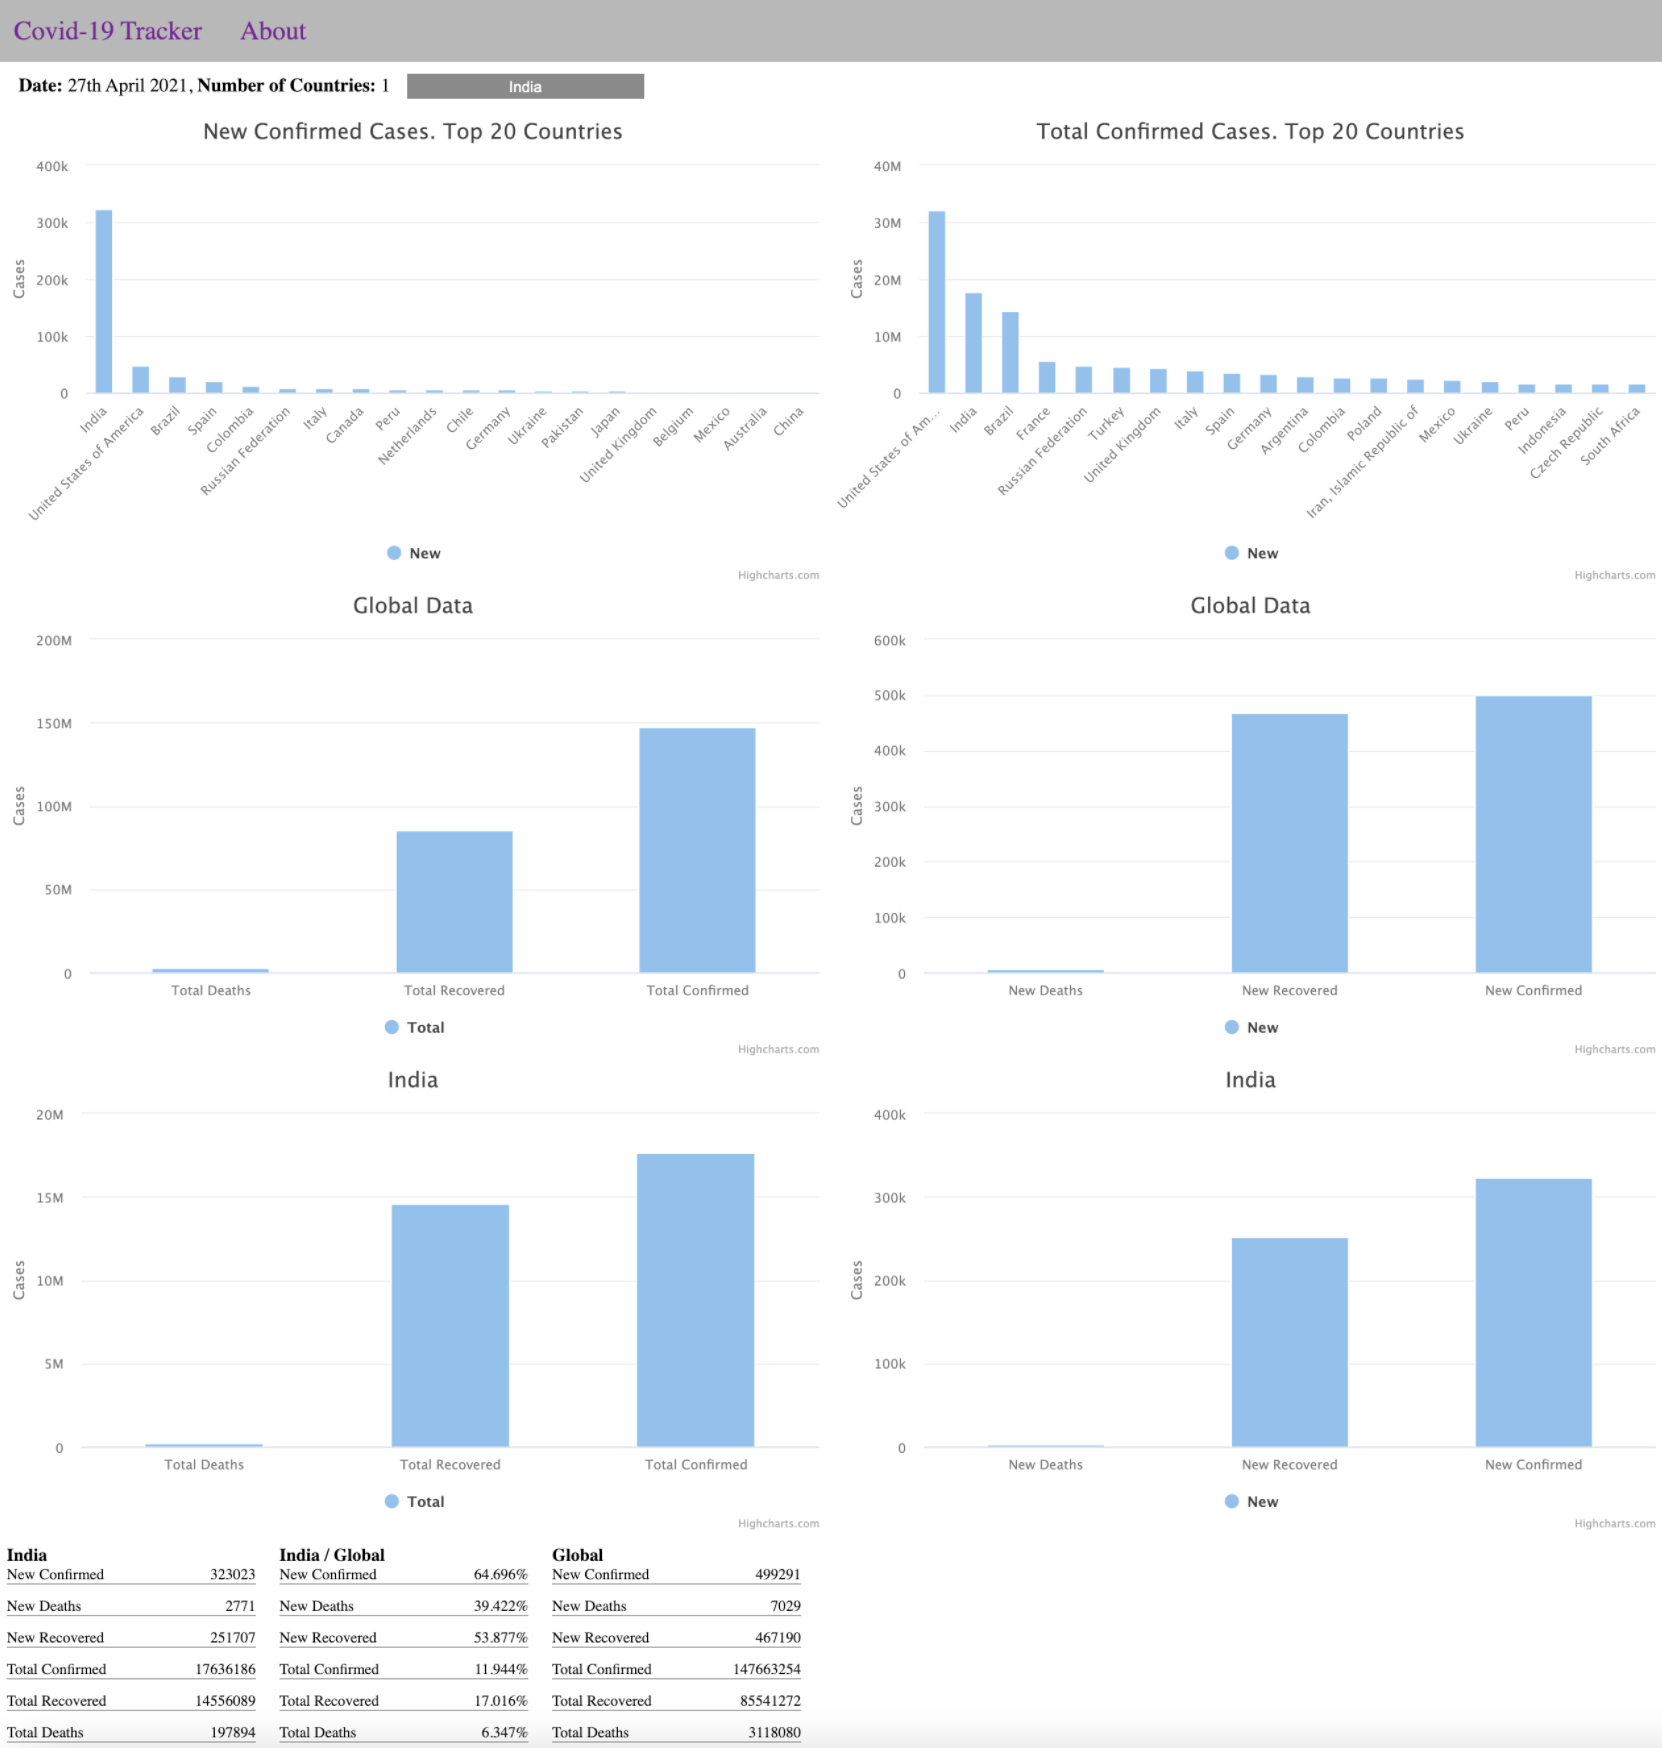 Covid-19 Tracker About
Date: 27th April 2021, Number of Countries: 1 India
New Confirmed Cases. Top 20 Countries
400k
300k
200k
100k
0
Cases
India
United States of America
Brazil
Spain
Colombia
Russian Federation
Italy
Canada
Peru
Netherlands
Chile
Germany
Ukraine
Pakistan
Japan
United Kingdom
Belgium
Mexico
Australia
China
New
Highcharts.com
Total Confirmed Cases. Top 20 Countries
40M
30M
20M
10M
0
Cases
United States of Am...
India
Brazil
France
Russian Federation
Turkey
United Kingdom
Italy
Spain
Germany
Argentina
Colombia
Poland
Iran, Islamic Republic of
Mexico
Ukraine
Peru
Indonesia
Czech Republic
South Africa
New
Highcharts.com
Global Data
200M
150M
100M
50M
0
Cases
Total Deaths Total Recovered Total Confirmed
Total
Highcharts.com
Global Data
600k
500k
400k
300k
200k
100k
0
Cases
New Deaths New Recovered New Confirmed
New
Highcharts.com
India
20M
15M
10M
5M
0
Cases
Total Deaths Total Recovered Total Confirmed
Total
Highcharts.com
India
400k
300k
200k
100k
0
Cases
New Deaths New Recovered New Confirmed
New
Highcharts.com
India
New Confirmed 323023
New Deaths 2771
New Recovered 251707
Total Confirmed 17636186
Total Recovered 14556089
Total Deaths 197894
India / Global
New Confirmed 64.696%
New Deaths 39.422%
New Recovered 53.877%
Total Confirmed 11.944%
Total Recovered 17.016%
Total Deaths 6.347%
Global
New Confirmed 499291
New Deaths 7029
New Recovered 467190
Total Confirmed 147663254
Total Recovered 85541272
Total Deaths 3118080